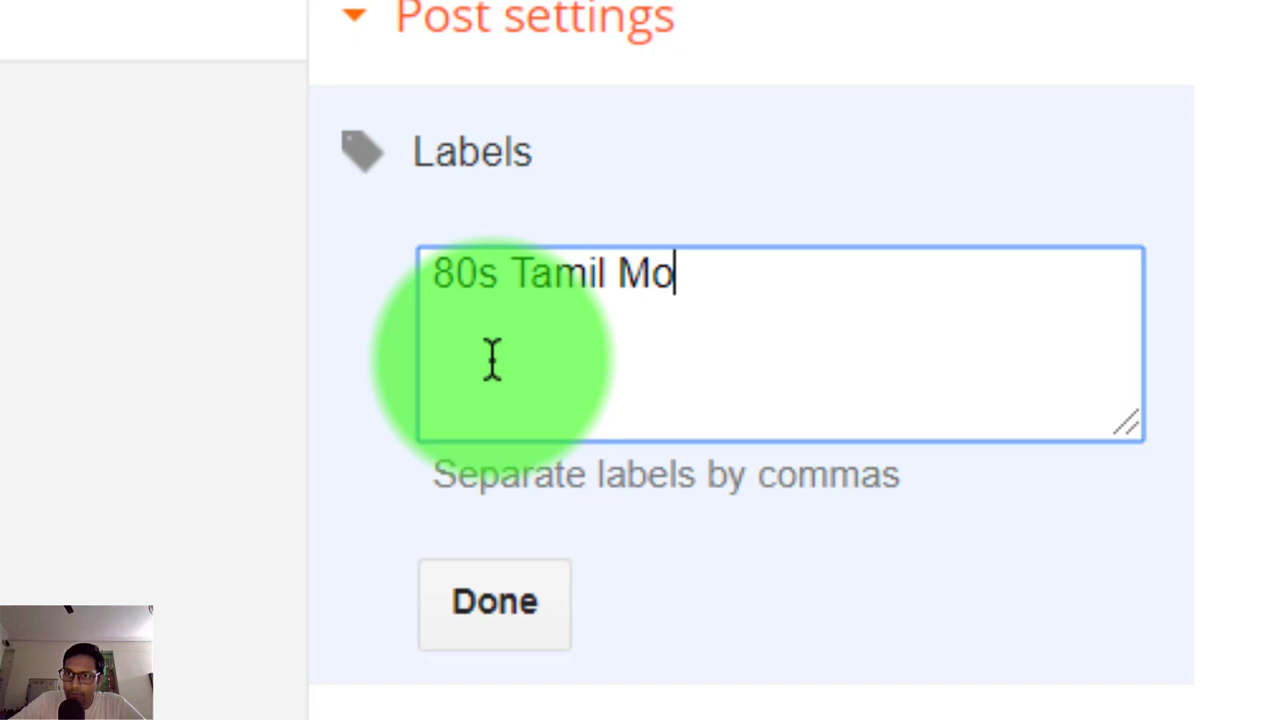 Post settings
Labels
80s Tamil Mo
Separate labels by commas
Done